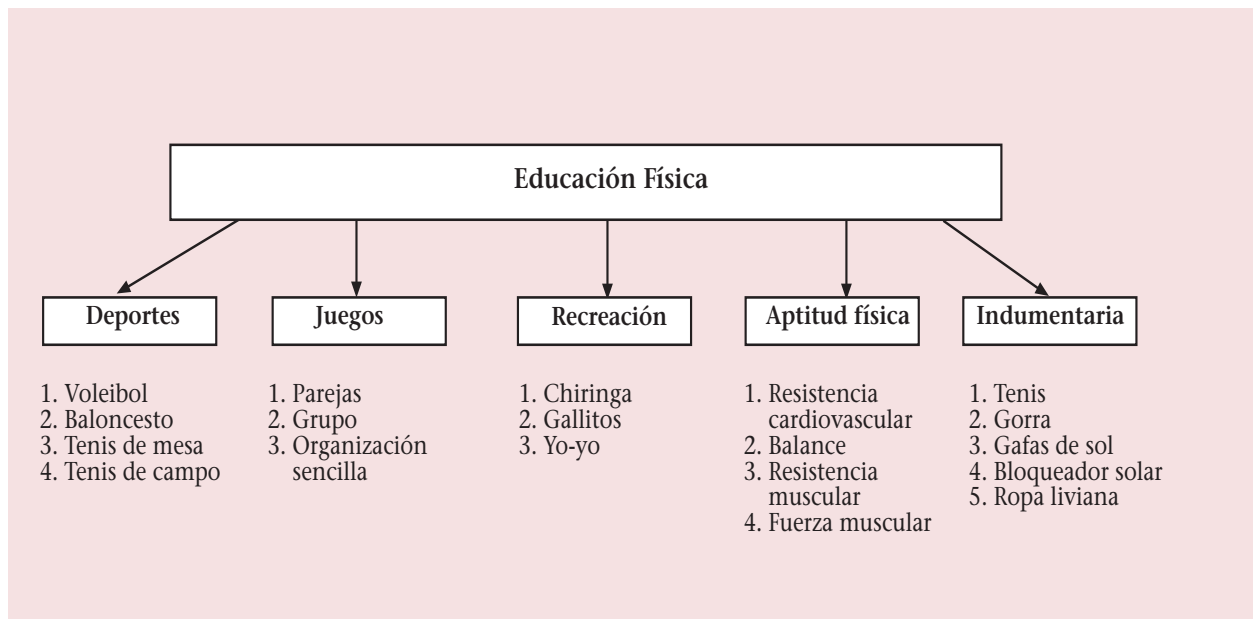 Educación Física
Deportes
1. Voleibol
2. Baloncesto
3. Tenis de mesa
4. Tenis de campo
Juegos
1. Parejas
2. Grupo
3. Organización
sencilla
Recreación
1. Chiringa
2. Gallitos
3. Yo-yo
Aptitud física
1. Resistencia
cardiovascular
2. Balance
3. Resistencia
muscular
4. Fuerza muscular
Indumentaria
1. Tenis
2. Gorra
3. Gafas de sol
4. Bloqueador solar
5. Ropa liviana